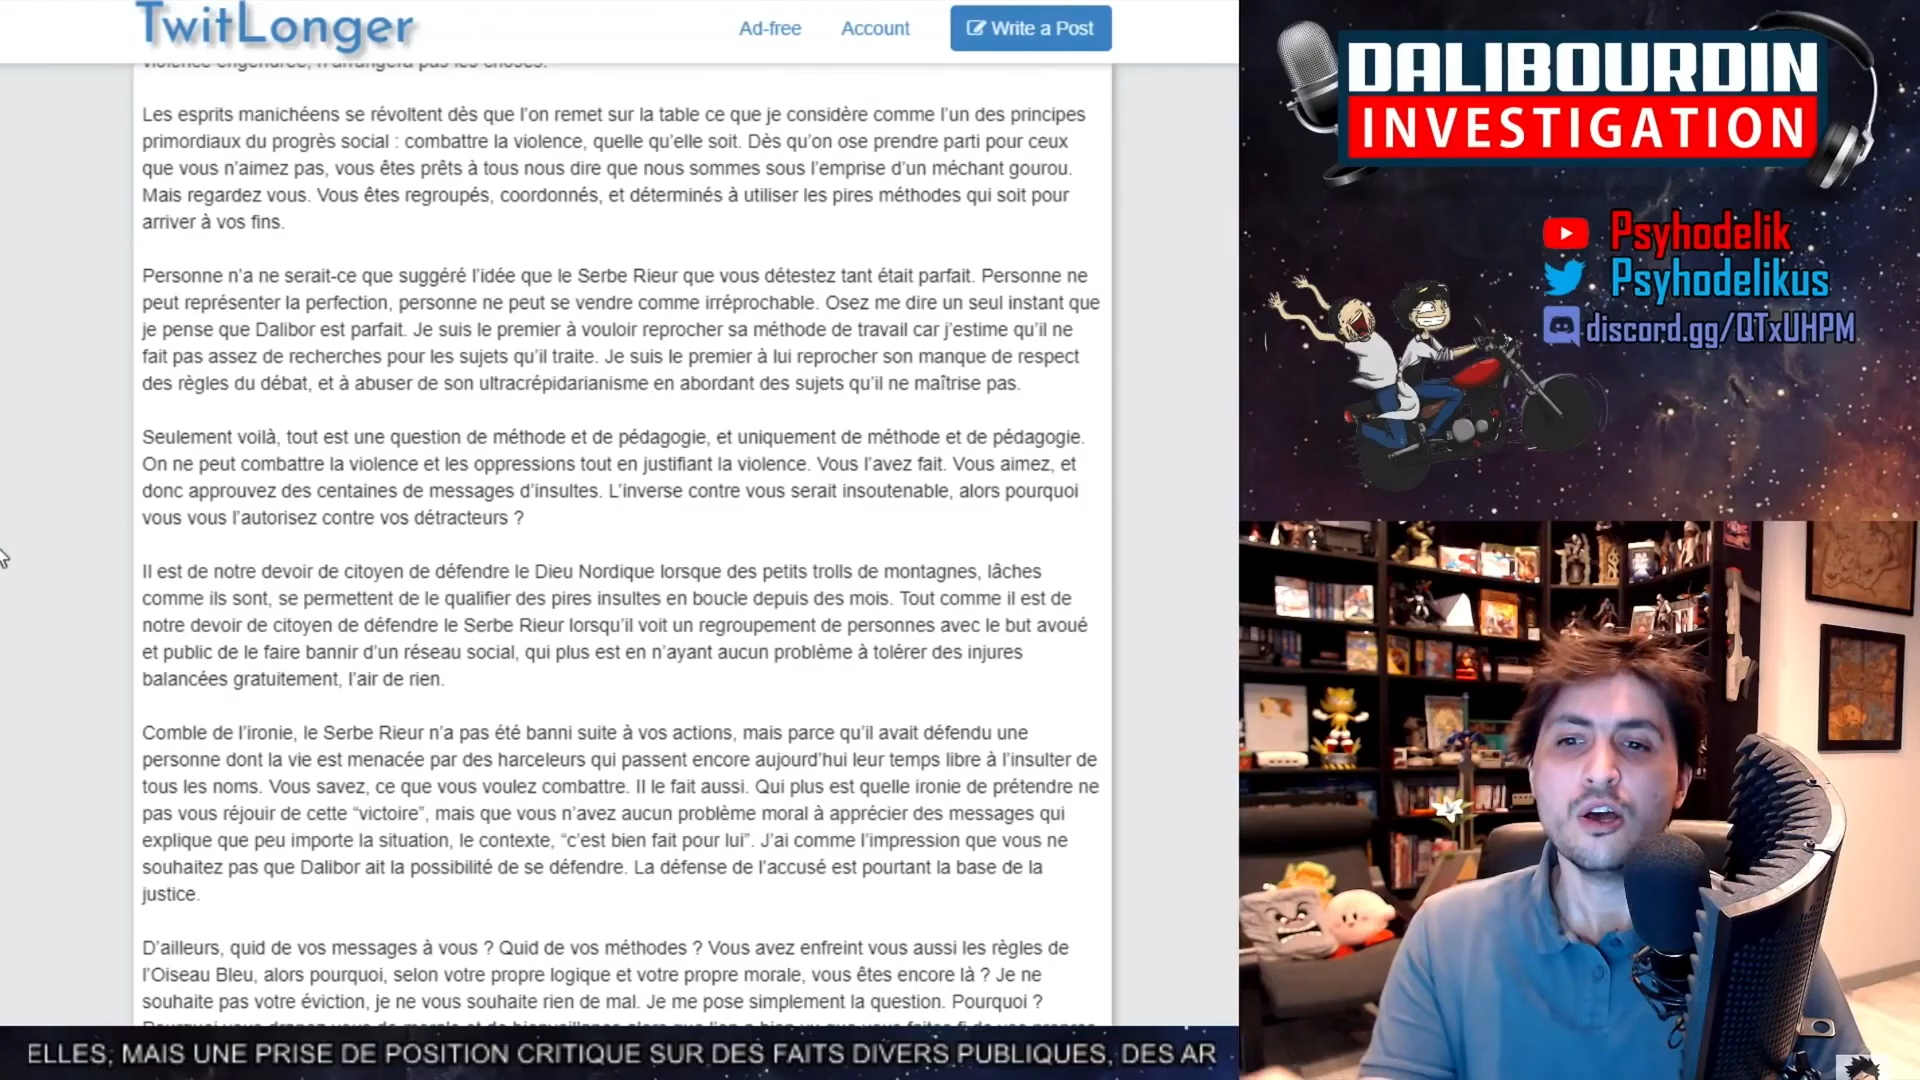 TwitLonger
Ad-free
Account
Write a Post
violence engendrée, n'arrangera pas les choses.
Les esprits manichéens se révoltent dès que l'on remet sur la table ce que je considère comme l'un des principes
primordiaux du progrès social : combattre la violence, quelle qu'elle soit. Dès qu'on ose prendre parti pour ceux
que vous n'aimez pas, vous êtes prêts à tous nous dire que nous sommes sous l'emprise d'un méchant gourou.
Mais regardez vous. Vous êtes regroupés, coordonnés, et déterminés à utiliser les pires méthodes qui soit pour
arriver à vos fins.
Personne n'a ne serait-ce que suggéré l'idée que le Serbe Rieur que vous détestez tant était parfait. Personne ne
peut représenter la perfection, personne ne peut se vendre comme irréprochable. Osez me dire un seul instant que
je pense que Dalibor est parfait. Je suis le premier à vouloir reprocher sa méthode de travail car j'estime qu'il ne
fait pas assez de recherches pour les sujets qu'il traite. Je suis le premier à lui reprocher son manque de respect
des règles du débat, et à abuser de son ultracrépidarianisme en abordant des sujets qu'il ne maîtrise pas.
Seulement voilà, tout est une question de méthode et de pédagogie, et uniquement de méthode et de pédagogie.
On ne peut combattre la violence et les oppressions tout en justifiant la violence. Vous l'avez fait. Vous aimez, et
donc approuvez des centaines de messages d'insultes. L'inverse contre vous serait insoutenable, alors pourquoi
vous vous l'autorisez contre vos détracteurs ?
Il est de notre devoir de citoyen de défendre le Dieu Nordique lorsque des petits trolls de montagnes, lâches
comme ils sont, se permettent de le qualifier des pires insultes en boucle depuis des mois. Tout comme il est de
notre devoir de citoyen de défendre le Serbe Rieur lorsqu'il voit un regroupement de personnes avec le but avoué
et public de le faire bannir d'un réseau social, qui plus est en n'ayant aucun problème à tolérer des injures
balancées gratuitement, l'air de rien.
Comble de l'ironie, le Serbe Rieur n'a pas été banni suite à vos actions, mais parce qu'il avait défendu une
personne dont la vie est menacée par des harceleurs qui passent encore aujourd'hui leur temps libre à l'insulter de
tous les noms. Vous savez, ce que vous voulez combattre. Il le fait aussi. Qui plus est quelle ironie de prétendre ne
pas vous réjouir de cette “victoire”, mais que vous n'avez aucun problème moral à apprécier des messages qui
explique que peu importe la situation, le contexte, “c'est bien fait pour lui”. J'ai comme l'impression que vous ne
souhaitez pas que Dalibor ait la possibilité de se défendre. La défense de l'accusé est pourtant la base de la
justice.
D'ailleurs, quid de vos messages à vous ? Quid de vos méthodes ? Vous avez enfreint vous aussi les règles de
l'Oiseau Bleu, alors pourquoi, selon votre propre logique et votre propre morale, vous êtes encore là ? Je ne
souhaite pas votre éviction, je ne vous souhaite rien de mal. Je me pose simplement la question. Pourquoi ?
ELLES; MAIS UNE PRISE DE POSITION CRITIQUE SUR DES FAITS DIVERS PUBLIQUES, DES AR
DALIBOURDIN
INVESTIGATION
Psyhodelik
Psyhodelikus
discord.gg/QTxUHPM